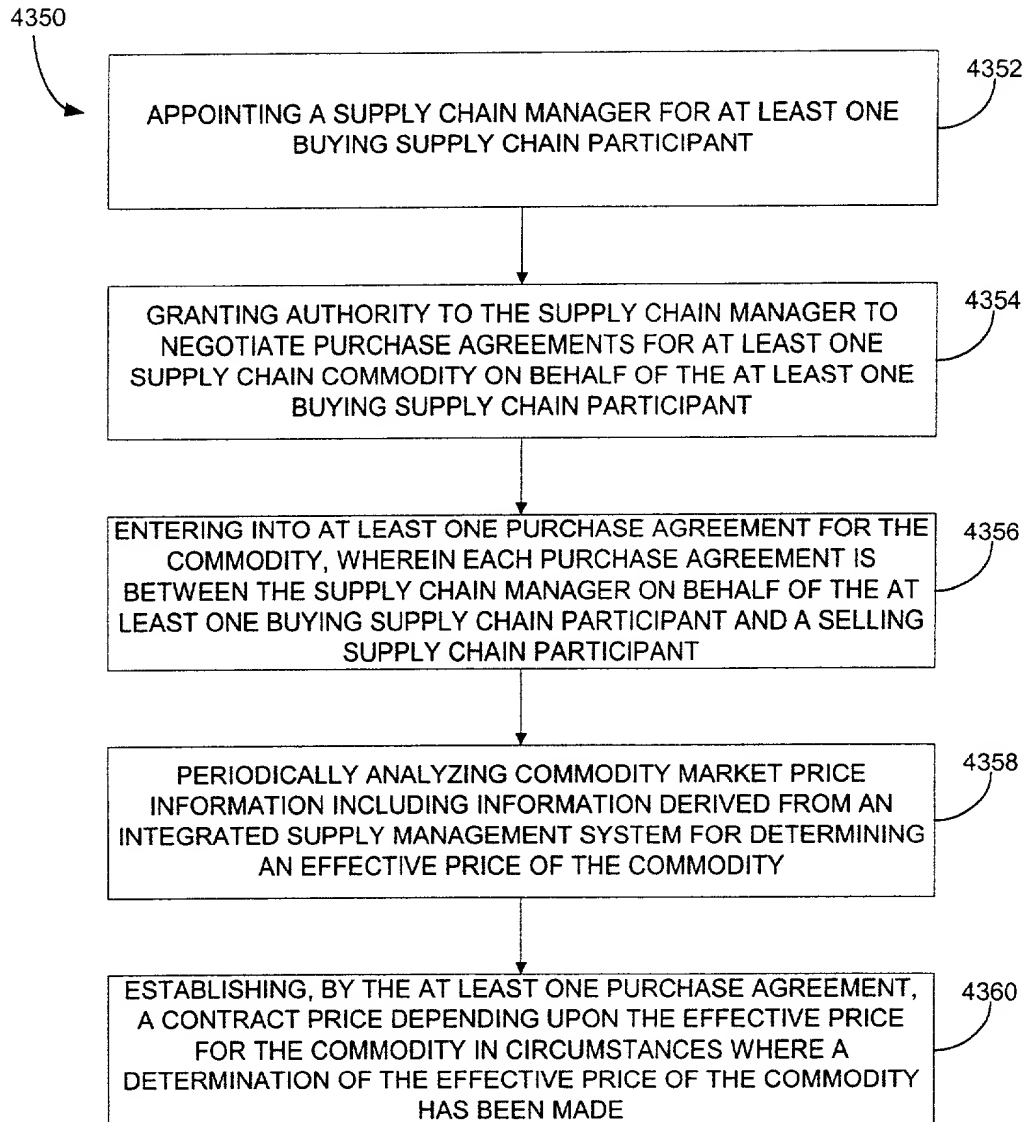 4350
4352
APPOINTING A SUPPLY CHAIN MANAGER FOR AT LEAST ONE
BUYING SUPPLY CHAIN PARTICIPANT
4354
GRANTING AUTHORITY TO THE SUPPLY CHAIN MANAGER TO
NEGOTIATE PURCHASE AGREEMENTS FOR AT LEAST ONE
SUPPLY CHAIN COMMODITY ON BEHALF OF THE AT LEAST ONE
BUYING SUPPLY CHAIN PARTICIPANT
4356
ENTERING INTO AT LEAST ONE PURCHASE AGREEMENT FOR THE
COMMODITY, WHEREIN EACH PURCHASE AGREEMENT IS
BETWEEN THE SUPPLY CHAIN MANAGER ON BEHALF OF THE AT
LEAST ONE BUYING SUPPLY CHAIN PARTICIPANT AND A SELLING
SUPPLY CHAIN PARTICIPANT
4358
PERIODICALLY ANALYZING COMMODITY MARKET PRICE
INFORMATION INCLUDING INFORMATION DERIVED FROM AN
INTEGRATED SUPPLY MANAGEMENT SYSTEM FOR DETERMINING
AN EFFECTIVE PRICE OF THE COMMODITY
4360
ESTABLISHING, BY THE AT LEAST ONE PURCHASE AGREEMENT,
A CONTRACT PRICE DEPENDING UPON THE EFFECTIVE PRICE
FOR THE COMMODITY IN CIRCUMSTANCES WHERE A
DETERMINATION OF THE EFFECTIVE PRICE OF THE COMMODITY
HAS BEEN MADE